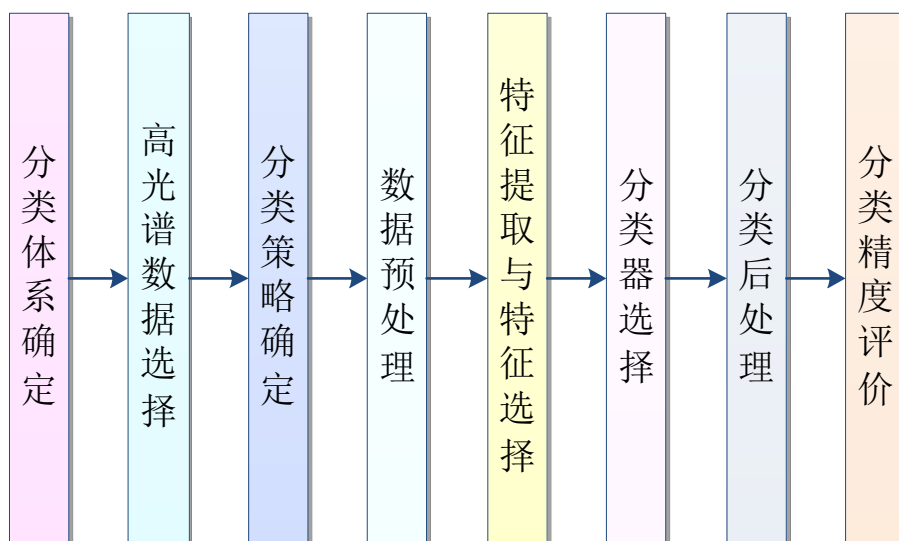 分类体系确定
高光谱数据选择
分类策略确定
数据预处理
特征提取与特征选择
分类器选择
分类后处理
分类精度评价